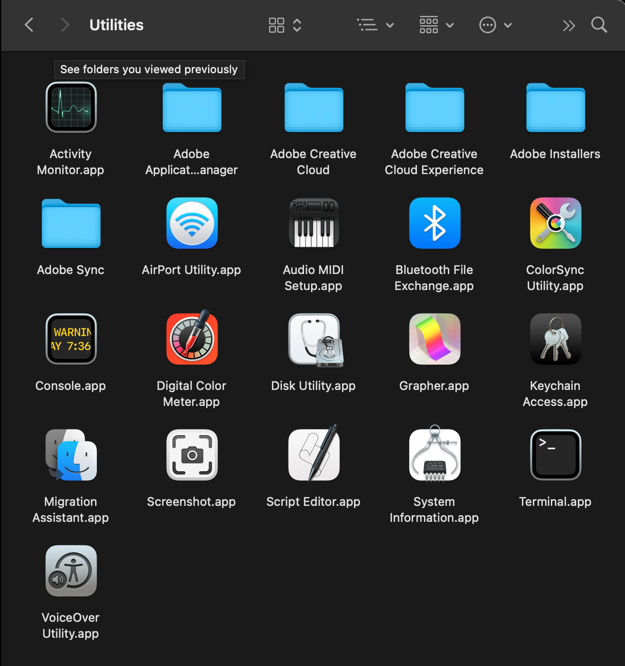 Utilities
See folders you viewed previously
Activity
Monitor.app
Adobe
Applicat...anager
Adobe Creative
Cloud
Adobe Creative
Cloud Experience
Adobe Installers
Adobe Sync
AirPort Utility.app
Audio MIDI
Setup.app
Bluetooth File
Exchange.app
ColorSync
Utility.app
WARNIN
AY 7:36
Console.app
Digital Color
Meter.app
Disk Utility.app
Grapher.app
Keychain
Access.app
Migration
Assistant.app
Screenshot.app
Script Editor.app
System
Information.app
>_
Terminal.app
VoiceOver
Utility.app